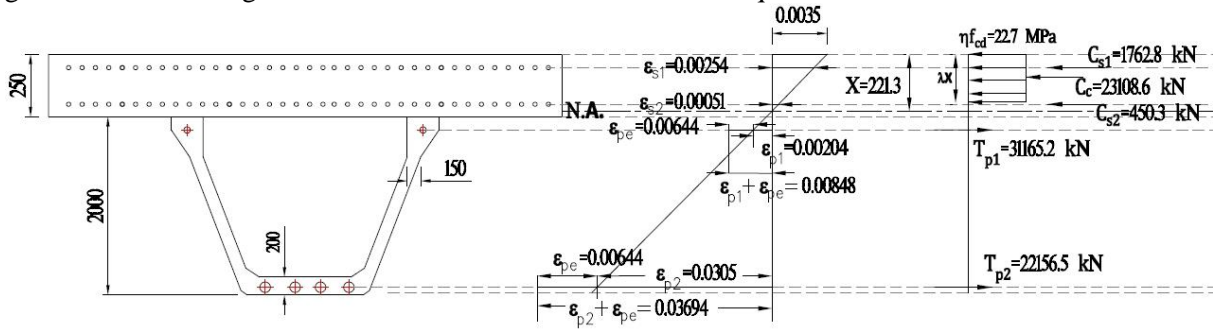 0.0035
ηf_cd=22.7 MPa
250
ε_s1=0.00254
X=221.3
λx
C_s1=1762.8 kN
C_c=23108.6 kN
ε_s2=0.00051
N.A.
C_s2=450.3 kN
ε_pe=0.00644
ε_p1=0.00204
T_p1=31165.2 kN
150
ε_p1+ ε_pe= 0.00848
2000
200
ε_pe=0.00644
ε_p2=0.0305
T_p2=22156.5 kN
ε_p2+ ε_pe= 0.03694